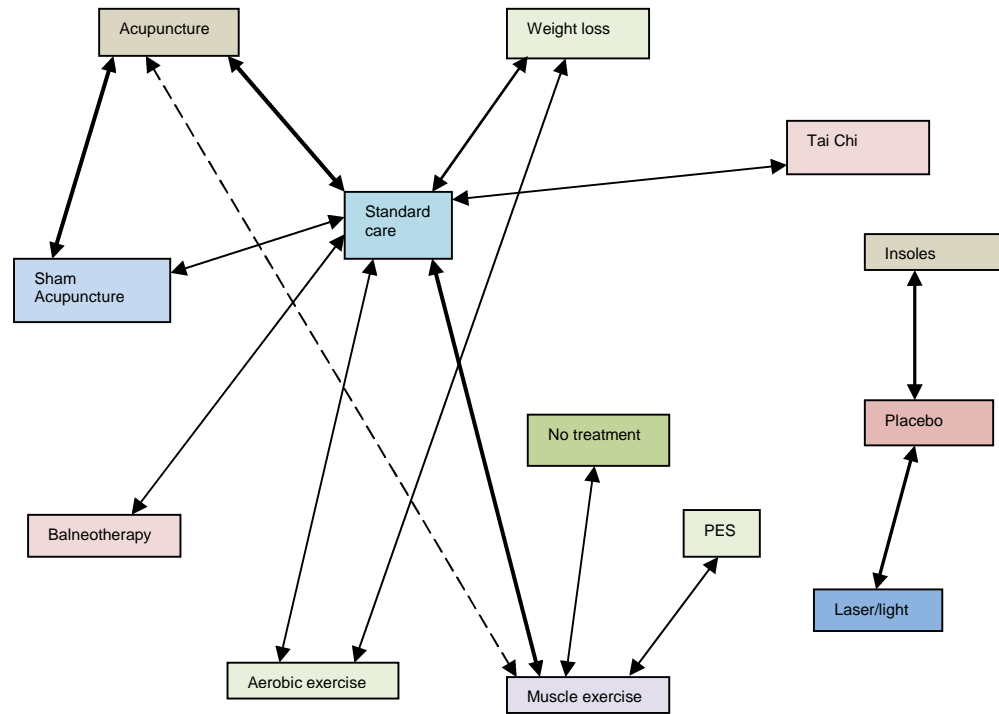 Acupuncture
Weight loss
Tai Chi
Standard
care
Insoles
Sham
Acupuncture
Placebo
No treatment
Balneotherapy
PES
Laser/light
Aerobic exercise
Muscle exercise